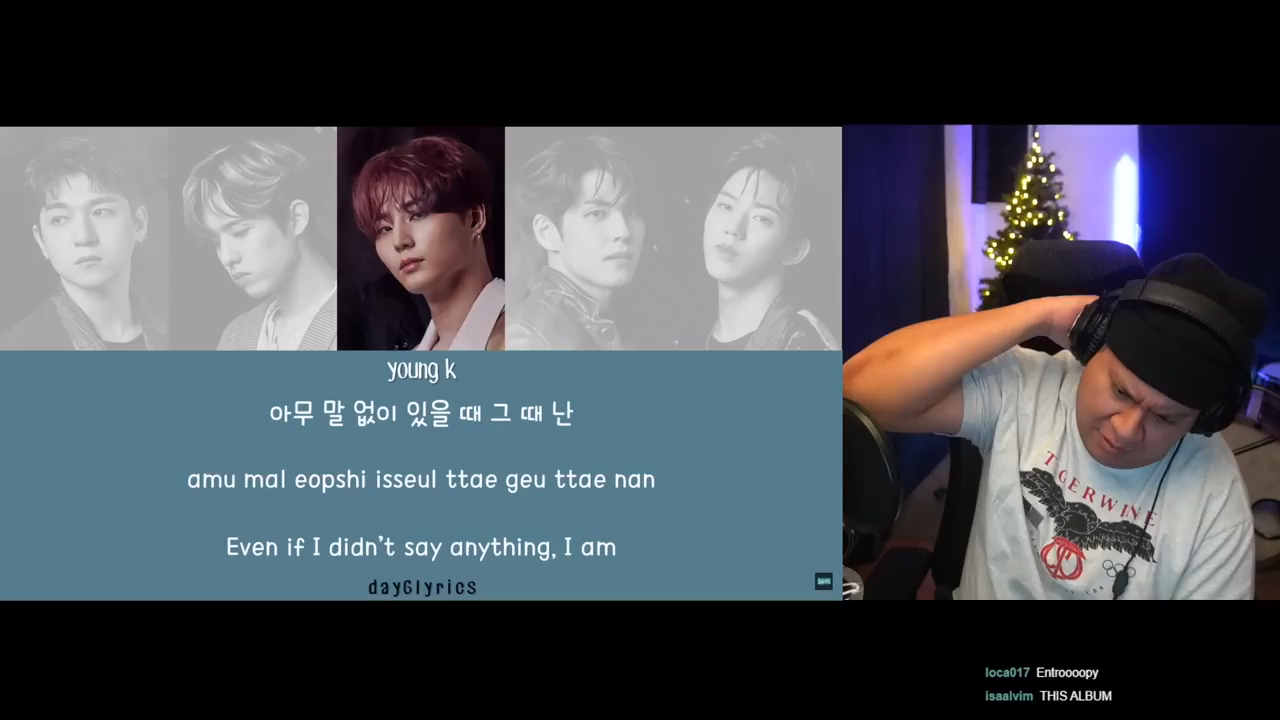 young k
아무 말 없이 있을 때 그 때 난
amu mal eopshi isseul ttae geu ttae nan
Even if I didn't say anything, I am
day6lyrics
TIGERWINE
loca017 Entroooopy
isaalvim THIS ALBUM